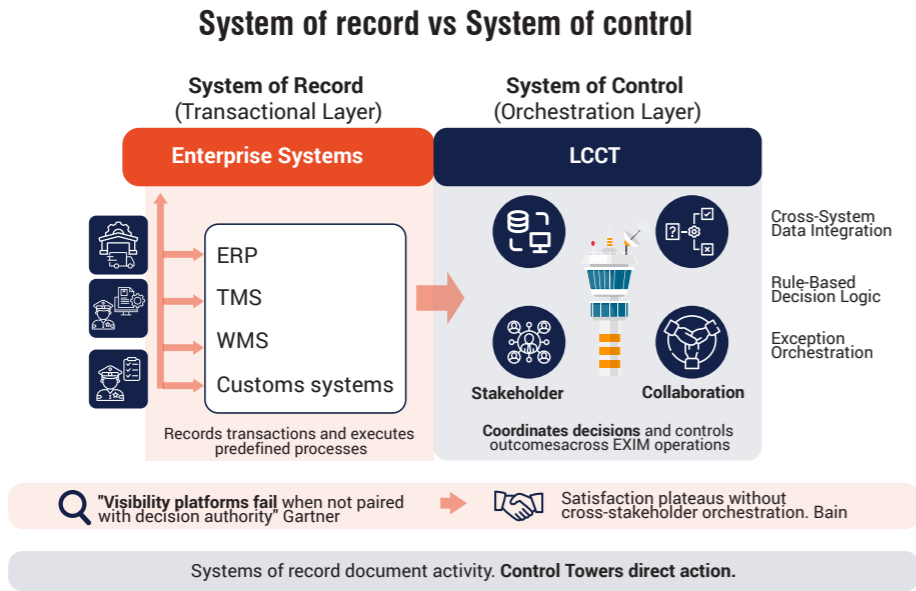 System of record vs System of control
System of Record
(Transactional Layer)
System of Control
(Orchestration Layer)
Enterprise Systems
LCCT
ERP
TMS
WMS
Customs systems
Records transactions and executes
predefined processes
?
Stakeholder
Collaboration
Coordinates decisions and controls
outcomesacross EXIM operations
Cross-System
Data Integration
Rule-Based
Decision Logic
Exception
Orchestration
"Visibility platforms fail when not paired
with decision authority" Gartner
Satisfaction plateaus without
cross-stakeholder orchestration. Bain
Systems of record document activity. Control Towers direct action.